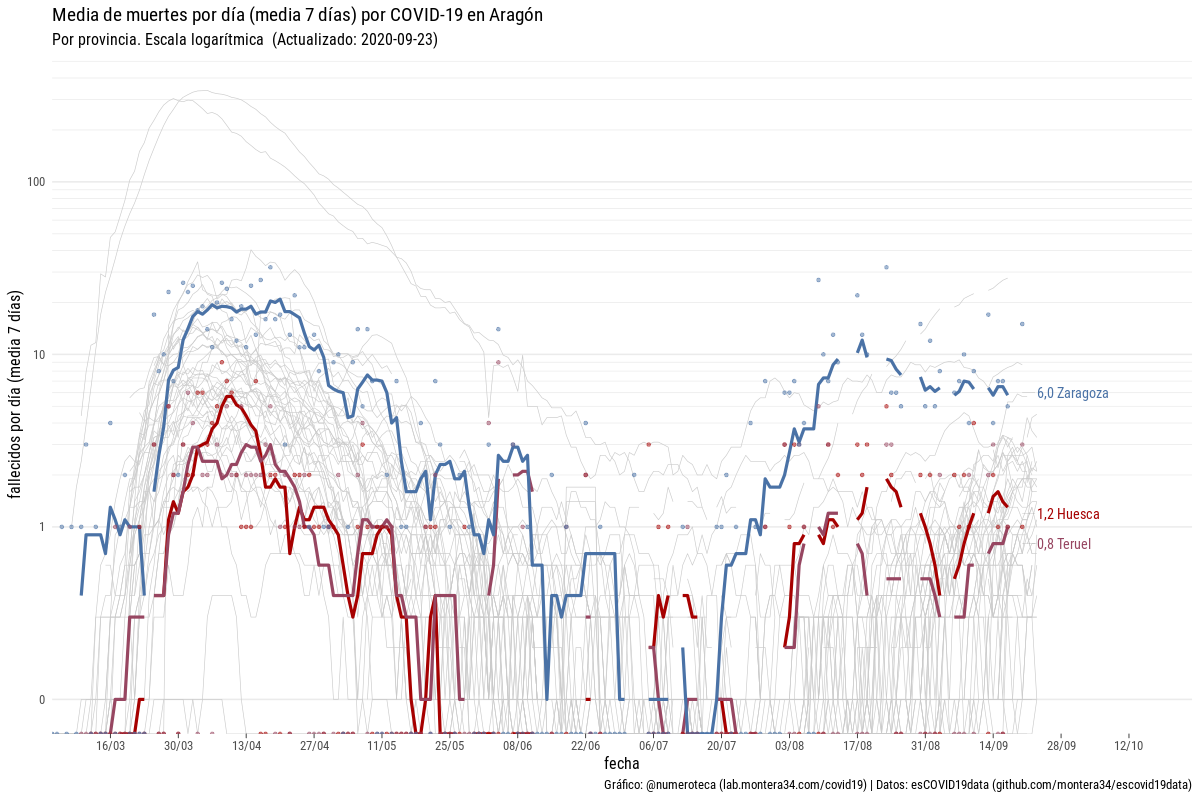 Media de muertes por día (media 7 días) por COVID-19 en Aragón
Por provincia. Escala logarítmica  (Actualizado: 2020-09-23)
fallecidos por día (media 7 días)
100
10
1
0
6,0 Zaragoza
1,2 Huesca
0,8 Teruel
16/03 30/03 13/04 27/04 11/05 25/05 08/06 22/06 06/07 20/07 03/08 17/08 31/08 14/09 28/09 12/10
fecha
Gráfico: @numeroteca (lab.montera34.com/covid19) | Datos: esCOVID19data (github.com/montera34/escovid19data)